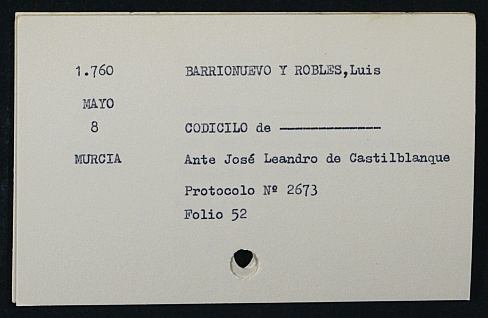 1.760 BARRIONUEVO Y ROBLES,Luis
MAYO
8 CODICILO de ----------------
MURCIA Ante José Leandro de Castilblanque
Protocolo Nº 2673
Folio 52